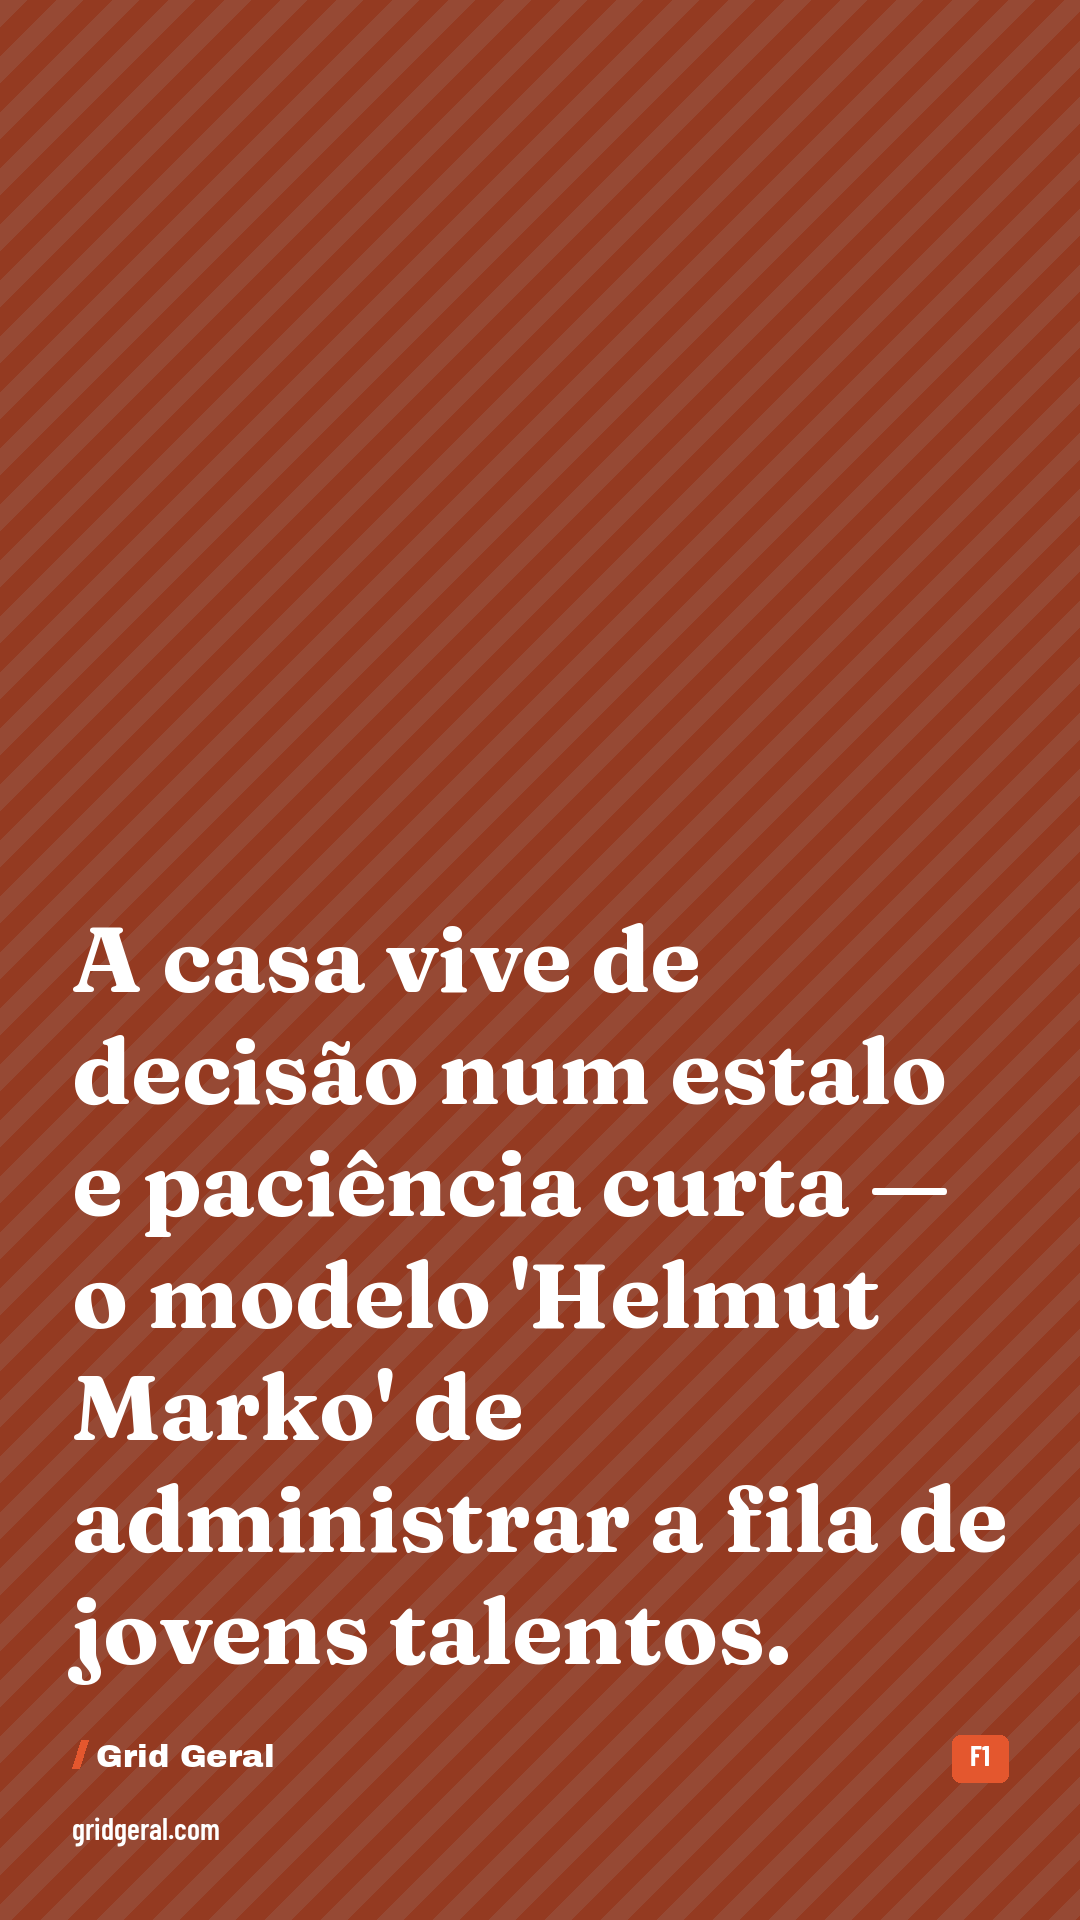 A casa vive de
decisão num estalo
e paciência curta —
o modelo 'Helmut
Marko' de
administrar a fila de
jovens talentos.
/ Grid Geral
F1
gridgeral.com